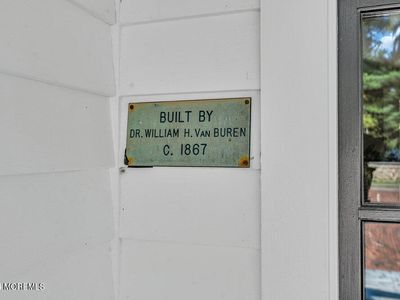 BUILT BY
DR. WILLIAM H. VAN BUREN
C. 1867
MOREMLS